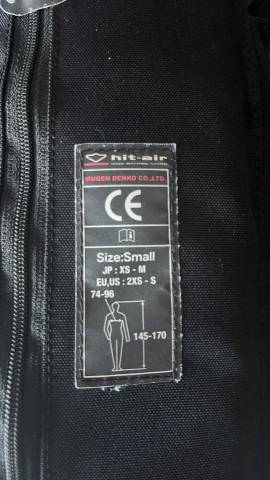 hit-air
MUGEN DENKO CO.,LTD.
CE
Size:Small
JP : XS - M
EU,US : 2XS - S
74-96
145-170